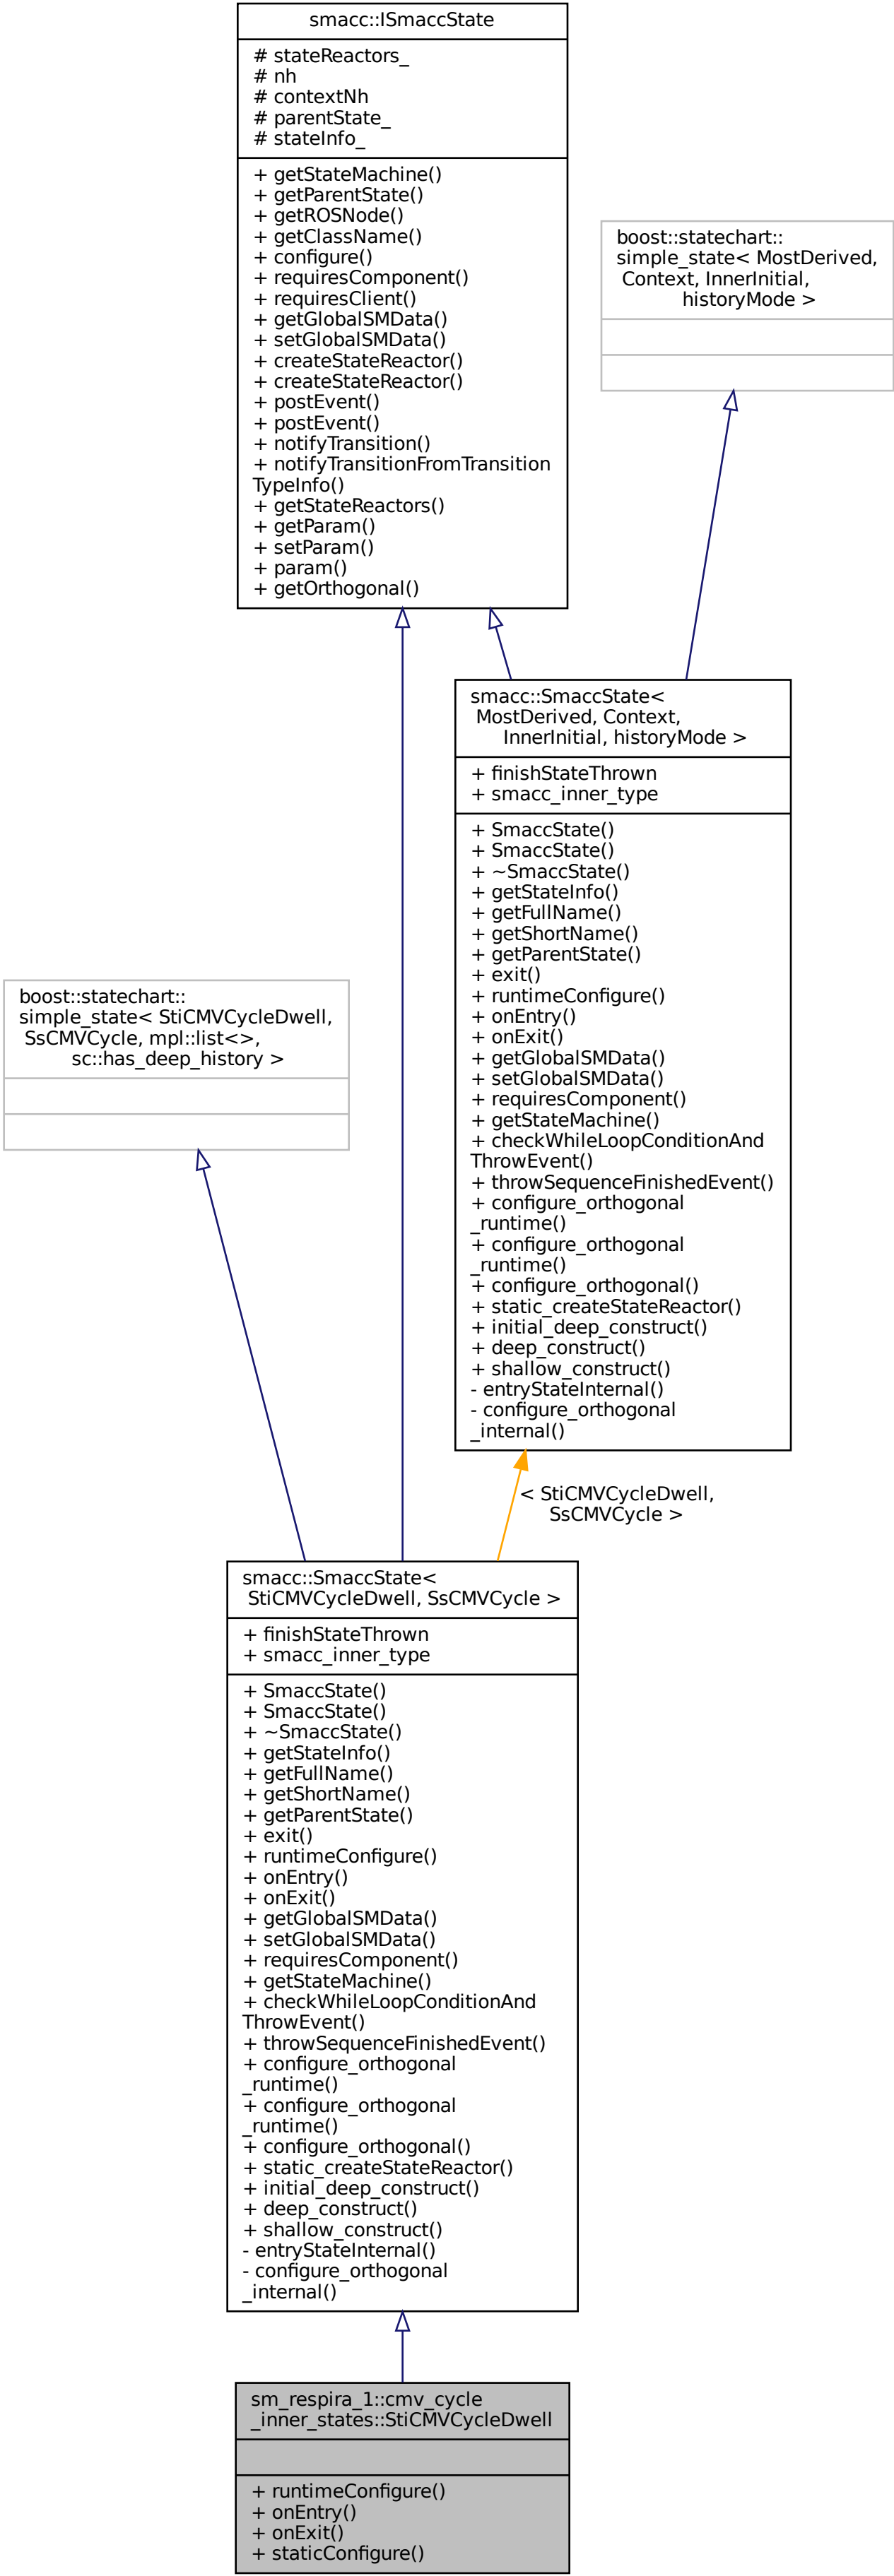 smacc::ISmaccState
# stateReactors_
# nh
# contextNh
# parentState_
# stateInfo_
+ getStateMachine()
+ getParentState()
+ getROSNode()
+ getClassName()
+ configure()
+ requiresComponent()
+ requiresClient()
+ getGlobalSMData()
+ setGlobalSMData()
+ createStateReactor()
+ createStateReactor()
+ postEvent()
+ postEvent()
+ notifyTransition()
+ notifyTransitionFromTransition
TypeInfo()
+ getStateReactors()
+ getParam()
+ setParam()
+ param()
+ getOrthogonal()
boost::statechart::
simple_state< MostDerived,
Context, InnerInitial,
historyMode >
smacc::SmaccState<
MostDerived, Context,
InnerInitial, historyMode >
+ finishStateThrown
+ smacc_inner_type
+ SmaccState()
+ SmaccState()
+ ~SmaccState()
+ getStateInfo()
+ getFullName()
+ getShortName()
+ getParentState()
+ exit()
+ runtimeConfigure()
+ onEntry()
+ onExit()
+ getGlobalSMData()
+ setGlobalSMData()
+ requiresComponent()
+ getStateMachine()
+ checkWhileLoopConditionAnd
ThrowEvent()
+ throwSequenceFinishedEvent()
+ configure_orthogonal
_runtime()
+ configure_orthogonal
_runtime()
+ configure_orthogonal()
+ static_createStateReactor()
+ initial_deep_construct()
+ deep_construct()
+ shallow_construct()
- entryStateInternal()
- configure_orthogonal
_internal()
boost::statechart::
simple_state< StiCMVCycleDwell,
SsCMVCycle, mpl::list<>,
sc::has_deep_history >
< StiCMVCycleDwell,
SsCMVCycle >
smacc::SmaccState<
StiCMVCycleDwell, SsCMVCycle >
+ finishStateThrown
+ smacc_inner_type
+ SmaccState()
+ SmaccState()
+ ~SmaccState()
+ getStateInfo()
+ getFullName()
+ getShortName()
+ getParentState()
+ exit()
+ runtimeConfigure()
+ onEntry()
+ onExit()
+ getGlobalSMData()
+ setGlobalSMData()
+ requiresComponent()
+ getStateMachine()
+ checkWhileLoopConditionAnd
ThrowEvent()
+ throwSequenceFinishedEvent()
+ configure_orthogonal
_runtime()
+ configure_orthogonal
_runtime()
+ configure_orthogonal()
+ static_createStateReactor()
+ initial_deep_construct()
+ deep_construct()
+ shallow_construct()
- entryStateInternal()
- configure_orthogonal
_internal()
sm_respira_1::cmv_cycle
_inner_states::StiCMVCycleDwell
+ runtimeConfigure()
+ onEntry()
+ onExit()
+ staticConfigure()